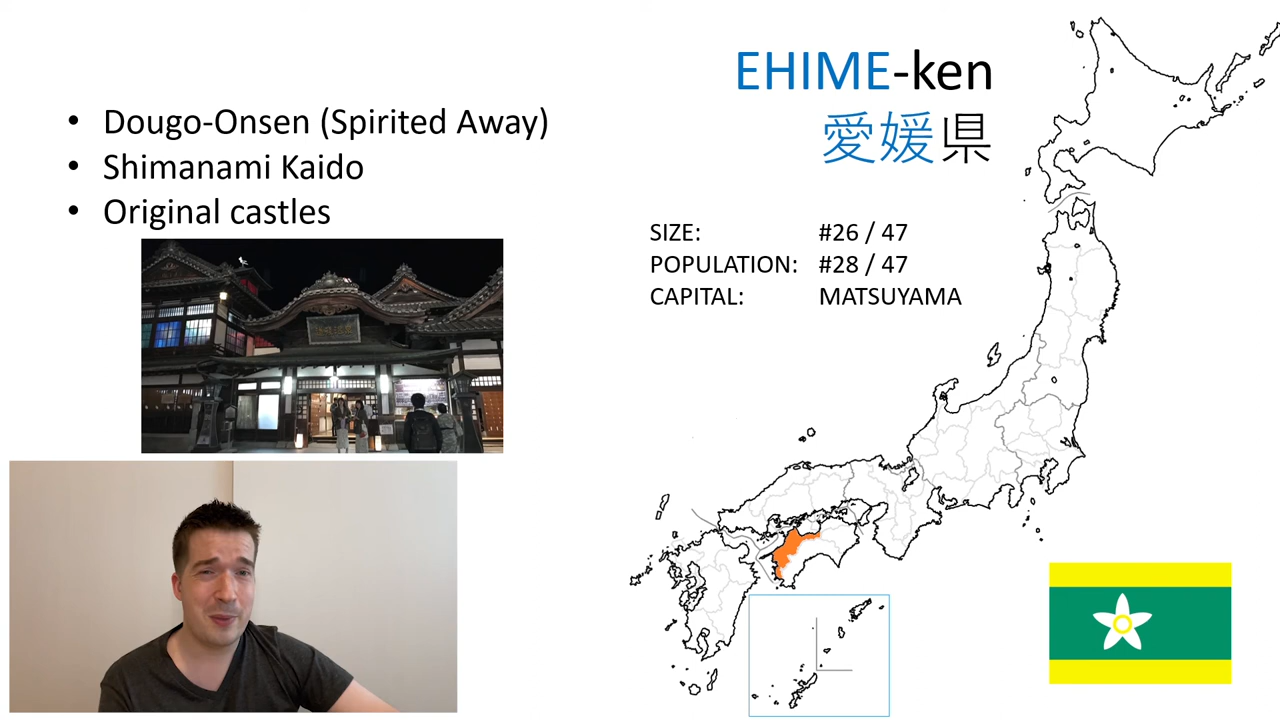 EHIME-ken
愛媛県
• Dougo-Onsen (Spirited Away)
• Shimanami Kaido
• Original castles
SIZE: #26 / 47
POPULATION: #28 / 47
CAPITAL: MATSUYAMA